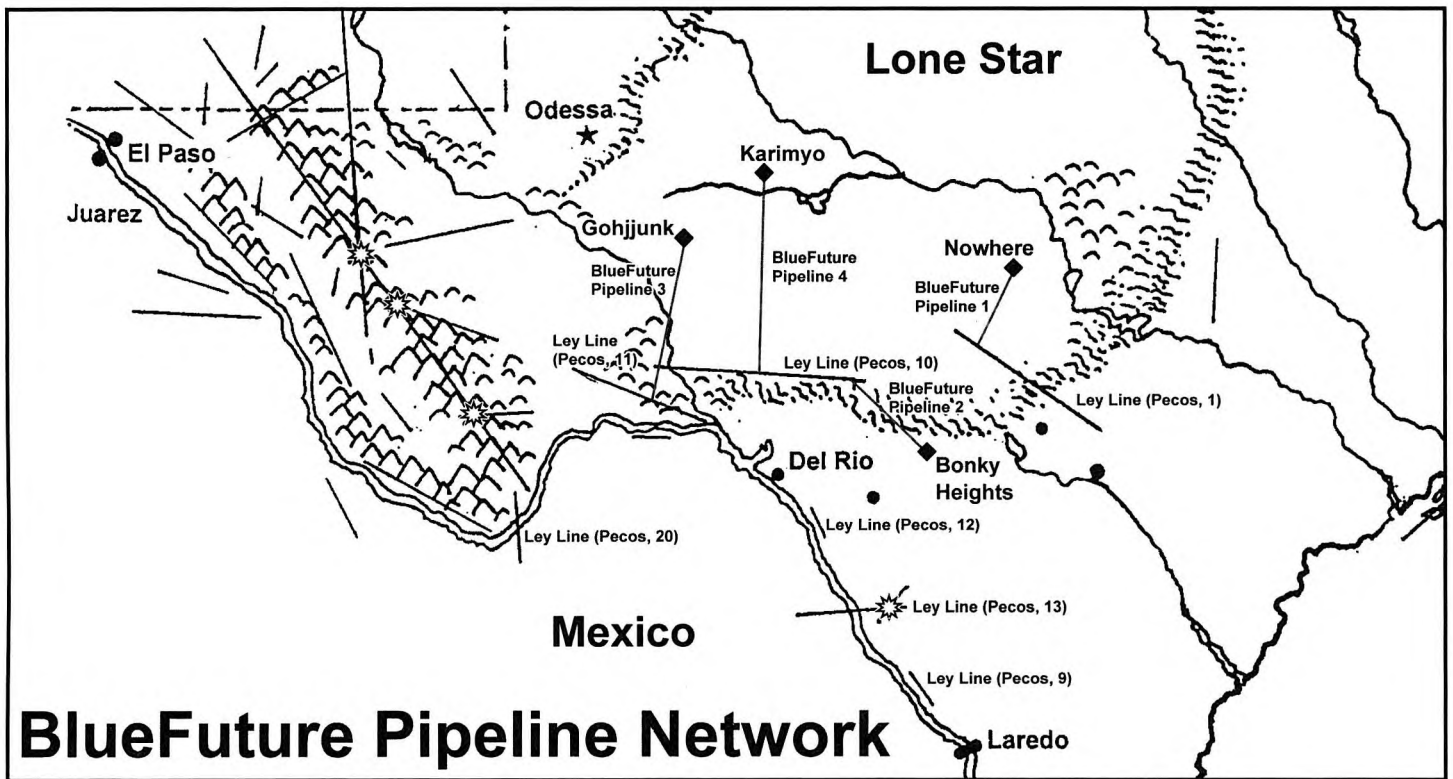 Lone Star
Odessa
El Paso
Karimyo
Juarez
Gohjjunk
Nowhere
BlueFuture
Pipeline 3
BlueFuture
Pipeline 4
BlueFuture
Pipeline 1
Ley Line
(Pecos, 11)
Ley Line (Pecos, 10)
BlueFuture
Pipeline 2
Ley Line (Pecos, 1)
Del Rio
Bonky
Heights
Ley Line (Pecos, 12)
Ley Line (Pecos, 20)
Ley Line (Pecos, 13)
Mexico
Ley Line (Pecos, 9)
BlueFuture Pipeline Network
Laredo